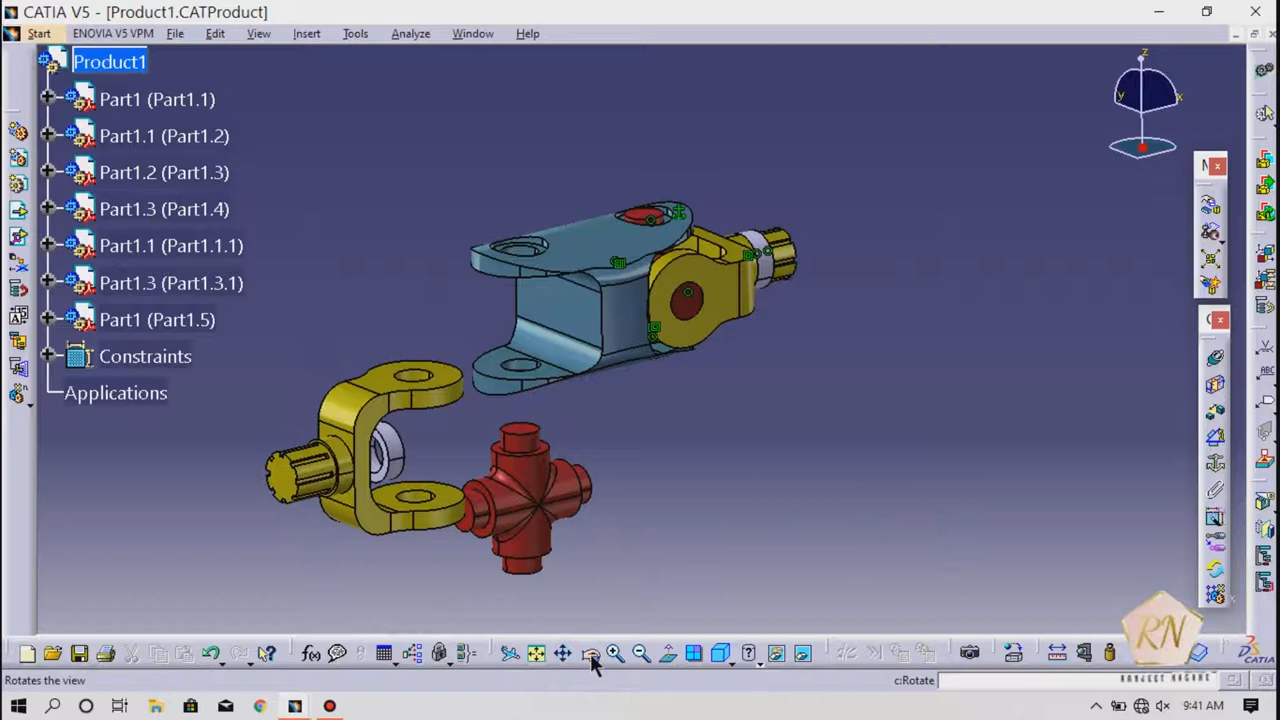 CATIA V5 - [Product1.CATProduct]
Start ENOVIA V5 VPM File Edit View Insert Tools Analyze Window Help
Product1
Part1 (Part1.1)
Part1.1 (Part1.2)
Part1.2 (Part1.3)
Part1.3 (Part1.4)
Part1.1 (Part1.1.1)
Part1.3 (Part1.3.1)
Part1 (Part1.5)
Constraints
Applications
z
y x
RN
CATIA
Rotates the view
c:Rotate
9:41 AM